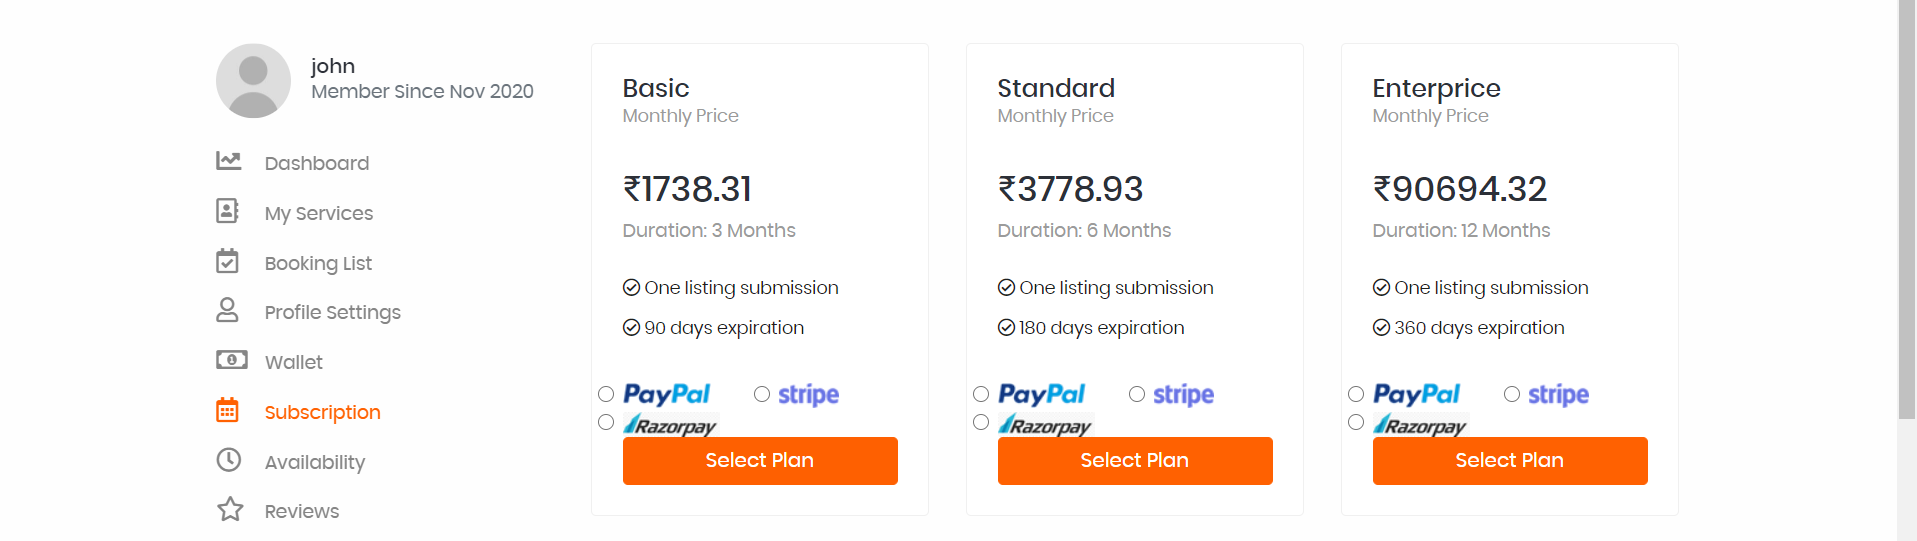 john
Member Since Nov 2020
Dashboard
My Services
Booking List
Profile Settings
Wallet
Subscription
Availability
Reviews
Basic
Monthly Price
₹1738.31
Duration: 3 Months
One listing submission
90 days expiration
PayPal stripe
Razorpay
Select Plan
Standard
Monthly Price
₹3778.93
Duration: 6 Months
One listing submission
180 days expiration
PayPal stripe
Razorpay
Select Plan
Enterprice
Monthly Price
₹90694.32
Duration: 12 Months
One listing submission
360 days expiration
PayPal stripe
Razorpay
Select Plan